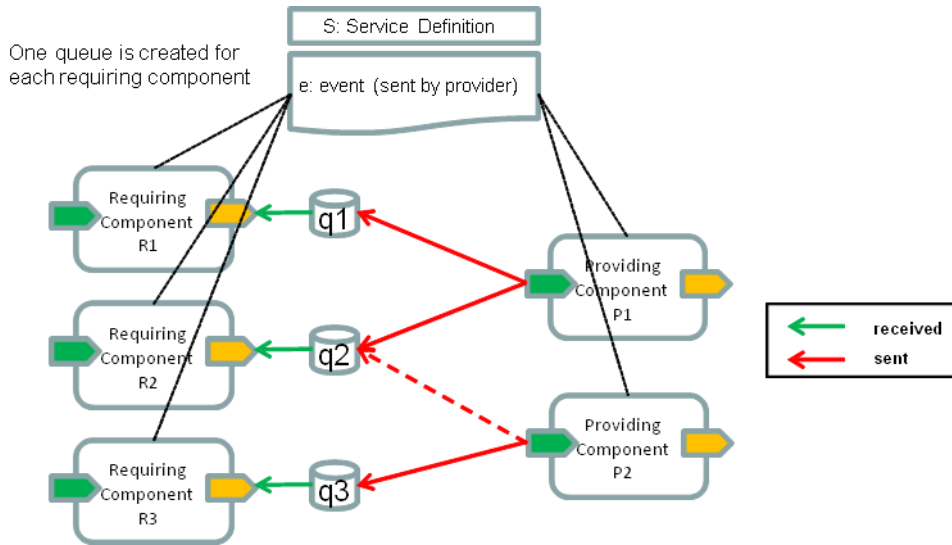 S: Service Definition
One queue is created for
each requiring component
e: event (sent by provider)
Requiring
Component
R1
q1
Providing
Component
P1
Requiring
Component
R2
q2
received
sent
Providing
Component
P2
Requiring
Component
R3
q3